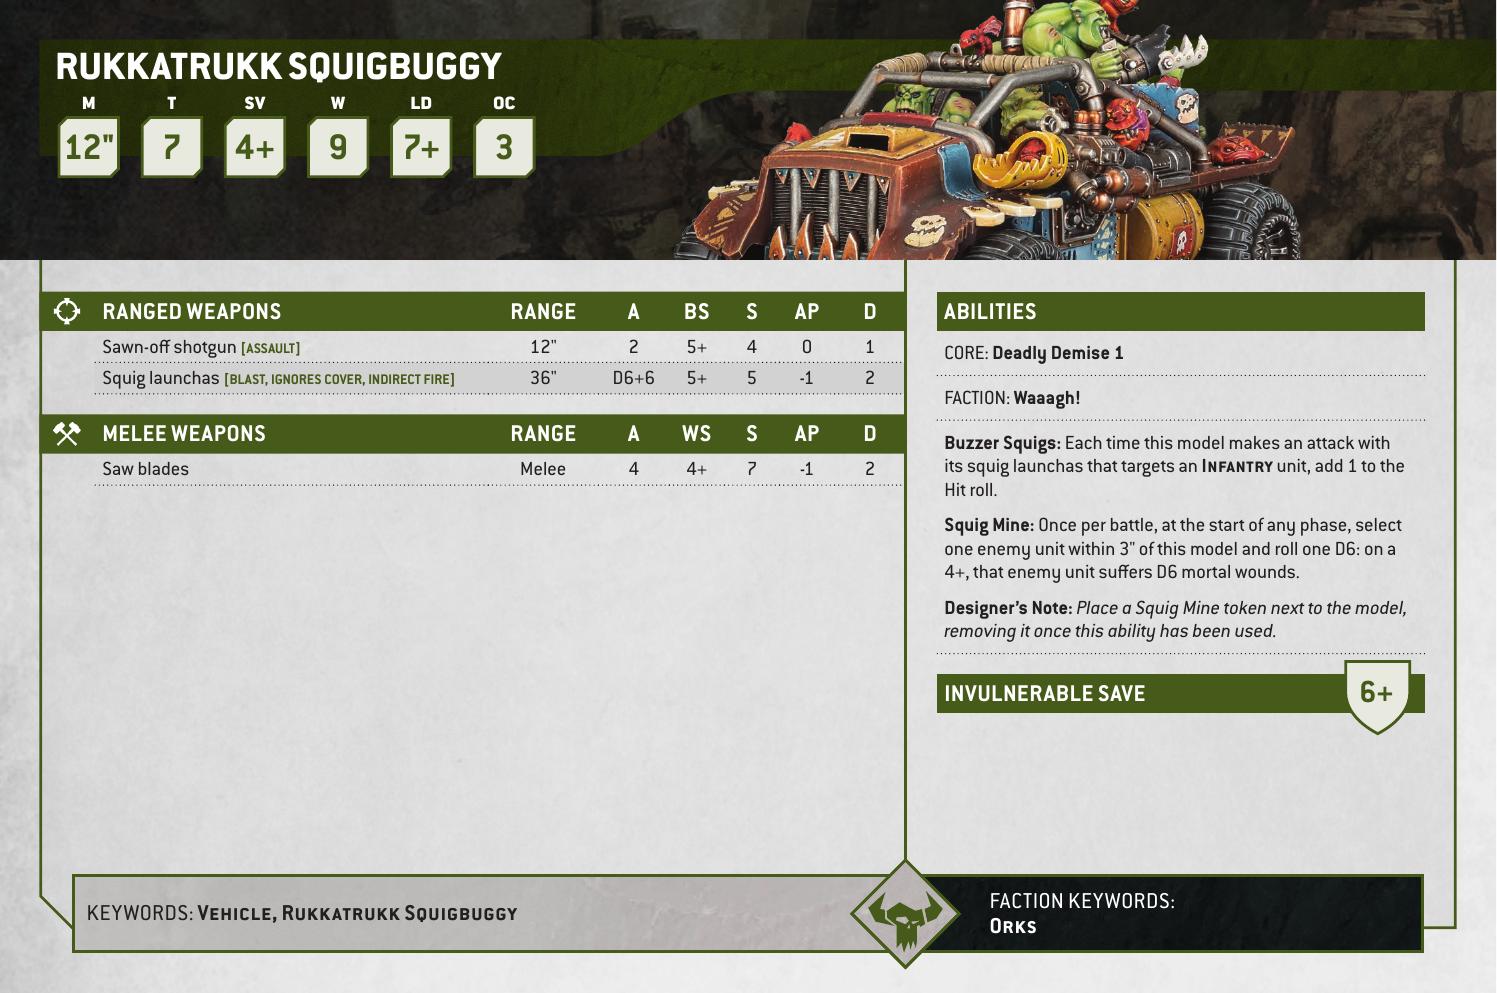 RUKKATRUKK SQUIGBUGGY
M T SV W LD OC
12" 7 4+ 9 7+ 3
RANGED WEAPONS RANGE A BS S AP D
Sawn-off shotgun [ASSAULT] 12" 2 5+ 4 0 1
Squig launchas [BLAST, IGNORES COVER, INDIRECT FIRE] 36" D6+6 5+ 5 -1 2
MELEE WEAPONS RANGE A WS S AP D
Saw blades Melee 4 4+ 7 -1 2
ABILITIES
CORE: Deadly Demise 1
FACTION: Waaagh!
Buzzer Squigs: Each time this model makes an attack with
its squig launchas that targets an INFANTRY unit, add 1 to the
Hit roll.
Squig Mine: Once per battle, at the start of any phase, select
one enemy unit within 3" of this model and roll one D6: on a
4+, that enemy unit suffers D6 mortal wounds.
Designer's Note: Place a Squig Mine token next to the model,
removing it once this ability has been used.
INVULNERABLE SAVE 6+
KEYWORDS: VEHICLE, RUKKATRUKK SQUIGBUGGY
FACTION KEYWORDS:
ORKS